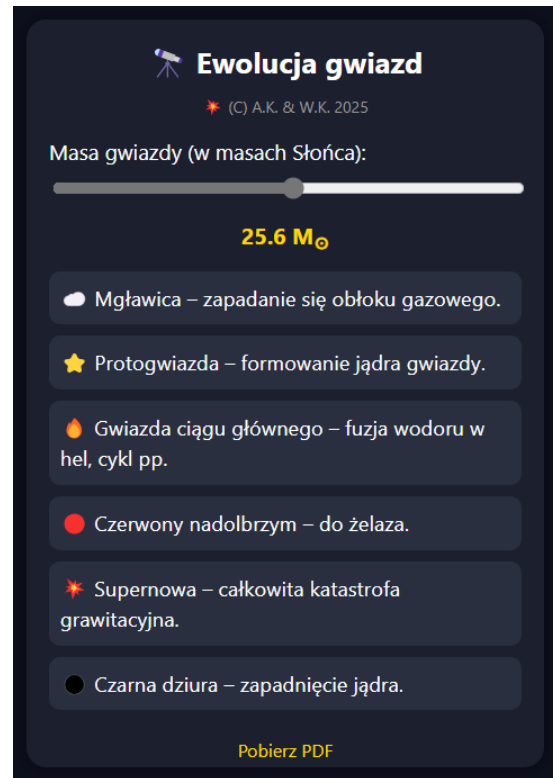 🔭 Ewolucja gwiazd
💥 (C) A.K. & W.K. 2025
Masa gwiazdy (w masach Słońca):
25.6 M☉
☁️ Mgławica – zapadanie się obłoku gazowego.
⭐ Protogwiazda – formowanie jądra gwiazdy.
🔥 Gwiazda ciągu głównego – fuzja wodoru w
hel, cykl pp.
🔴 Czerwony nadolbrzym – do żelaza.
💥 Supernowa – całkowita katastrofa
grawitacyjna.
⚫ Czarna dziura – zapadnięcie jądra.
Pobierz PDF